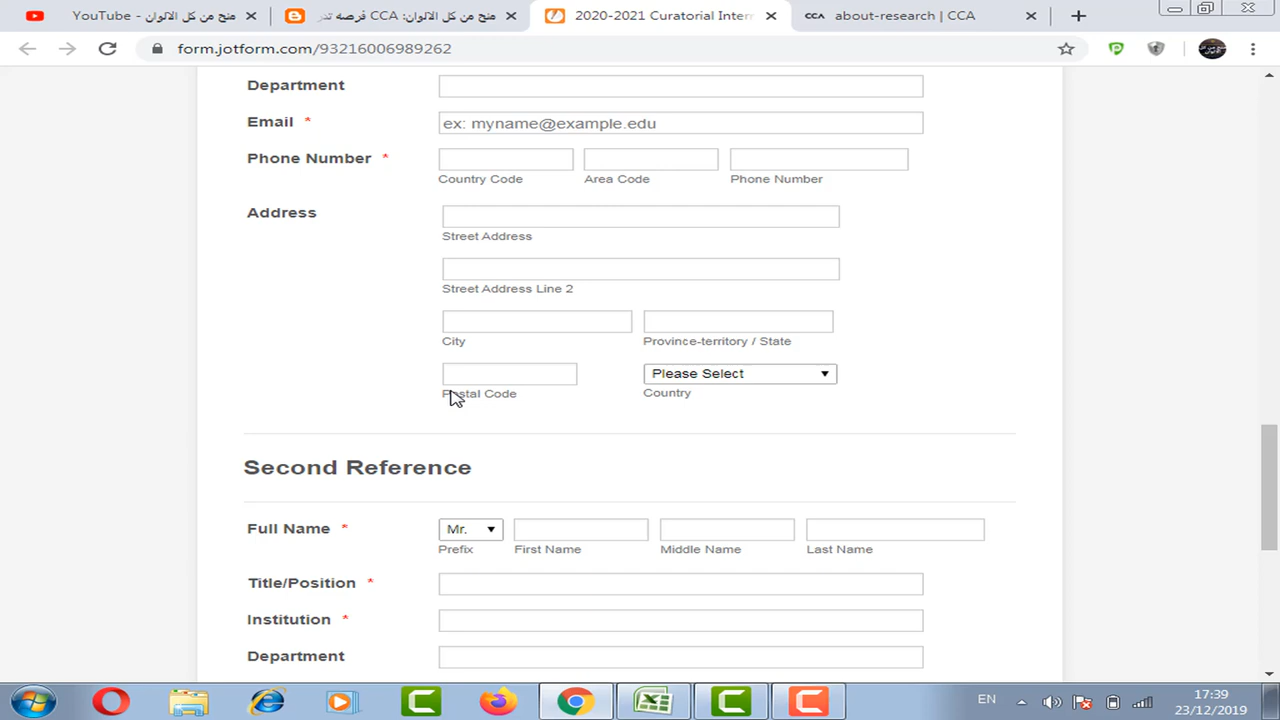 منح من كل الالوان - YouTube
منح من كل الالوان: CCA فرصه تدر
2020-2021 Curatorial Inter
CCA about-research | CCA
form.jotform.com/93216006989262
Department
Email *
ex: myname@example.edu
Phone Number *
Country Code Area Code Phone Number
Address
Street Address
Street Address Line 2
City Province-territory / State
Please Select
Postal Code Country
Second Reference
Full Name * Mr.
Prefix First Name Middle Name Last Name
Title/Position *
Institution *
Department
EN 17:39
23/12/2019